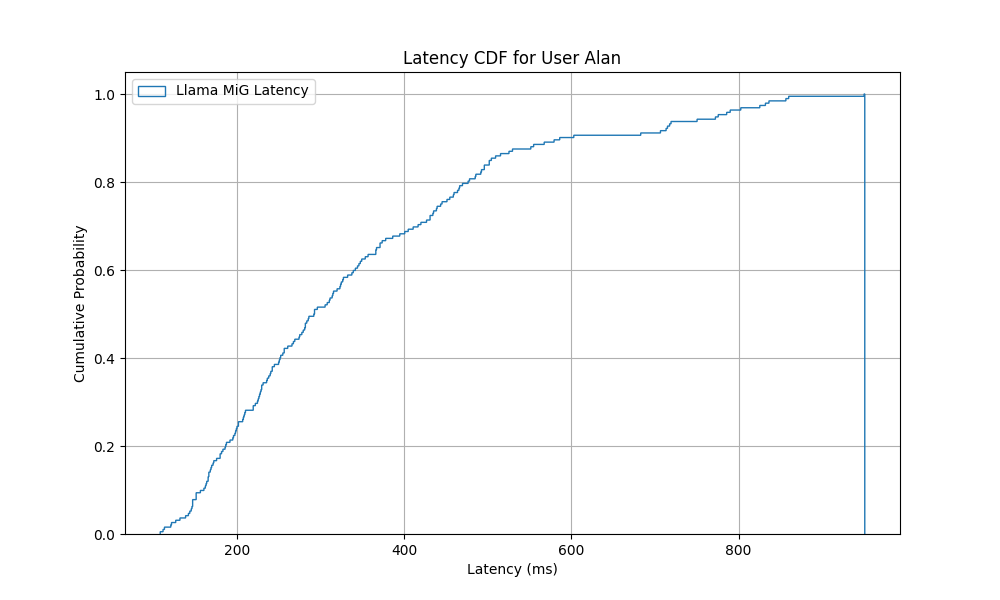 Latency CDF for User Alan
Llama MiG Latency
1.0
0.8
0.6
0.4
0.2
0.0
Cumulative Probability
200 400 600 800
Latency (ms)